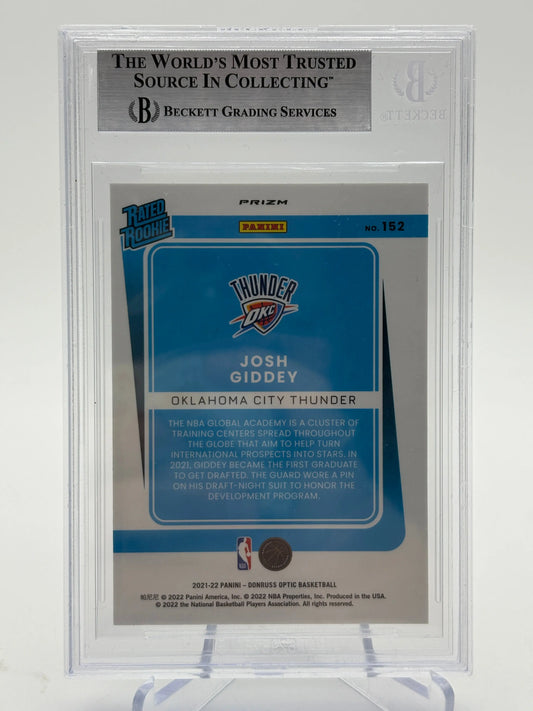 THE WORLD'S MOST TRUSTED
SOURCE IN COLLECTING™
B BECKETT GRADING SERVICES
B
BECKETT®
PRIZM
RATED
ROOKIE
PANINI
NO. 152
THUNDER
OKC
JOSH
GIDDEY
OKLAHOMA CITY THUNDER
THE NBA GLOBAL ACADEMY IS A CLUSTER OF
TRAINING CENTERS SPREAD THROUGHOUT
THE GLOBE THAT AIM TO HELP TURN
INTERNATIONAL PROSPECTS INTO STARS. IN
2021, GIDDEY BECAME THE FIRST GRADUATE
TO GET DRAFTED. THE GUARD WORE A PIN
ON HIS DRAFT-NIGHT SUIT TO HONOR THE
DEVELOPMENT PROGRAM.
2021-22 PANINI – DONRUSS OPTIC BASKETBALL
帕尼尼 © 2022 Panini America, Inc. © 2022 NBA Properties, Inc. Produced in the USA.
© 2022 the National Basketball Players Association. All rights reserved.